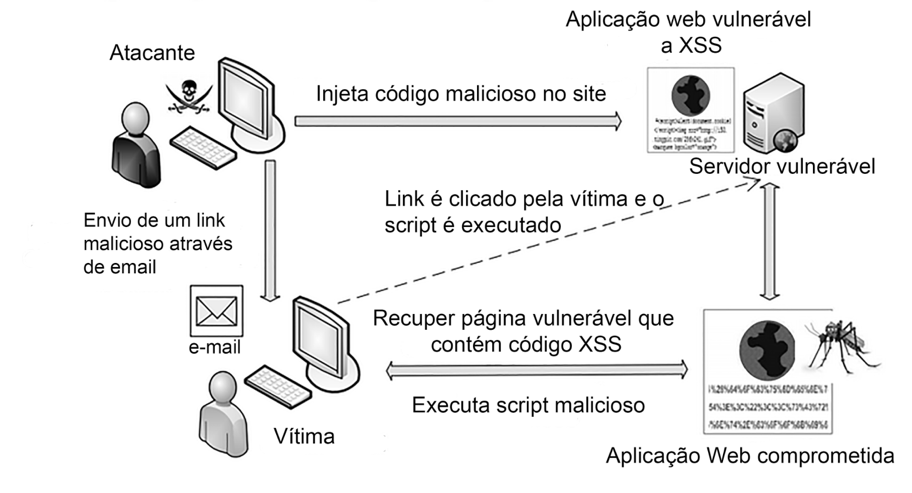 Aplicação web vulnerável
a XSS
Atacante
Injeta código malicioso no site
Servidor vulnerável
Link é clicado pela vítima e o
script é executado
Envio de um link
malicioso através
de email
e-mail
Recuper página vulnerável que
contém código XSS
Executa script malicioso
Vítima
Aplicação Web comprometida